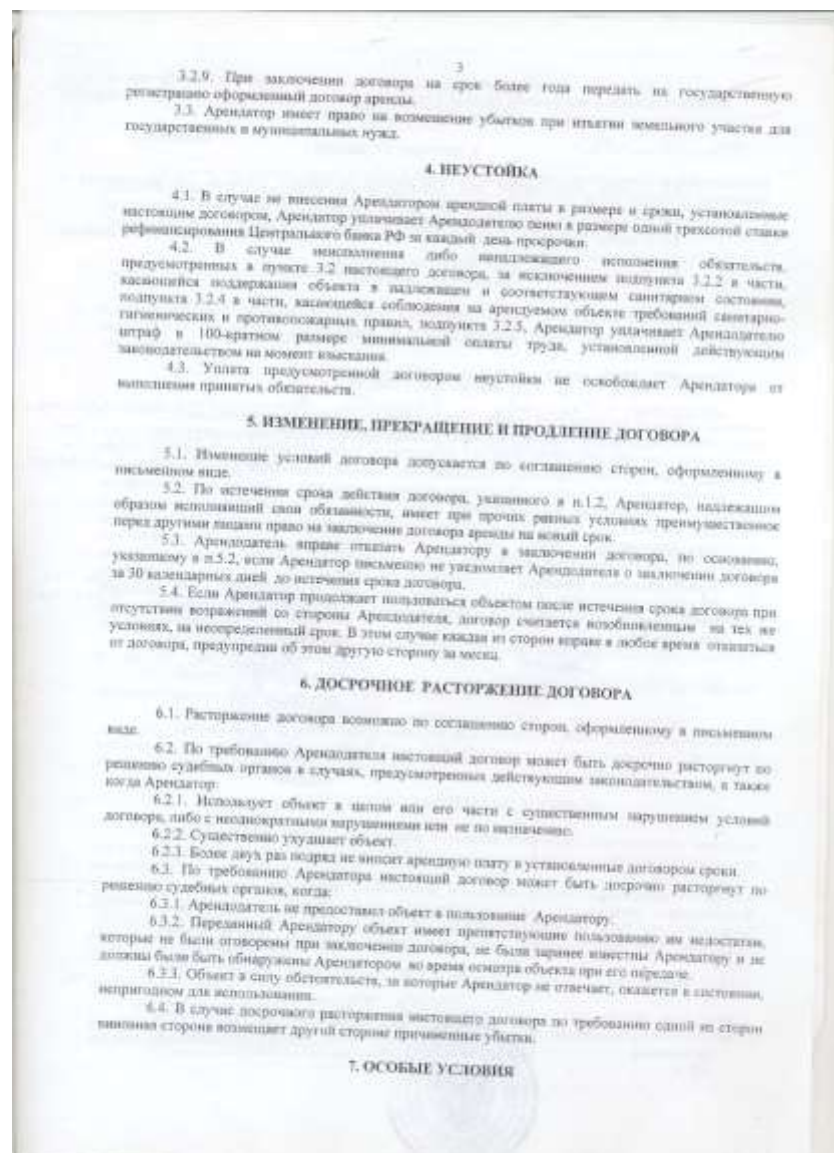 3
3.2.9. При заключении договора на срок более года передать на государственную
регистрацию оформленный договор аренды.
3.3. Арендатор имеет право на возмещение убытков при изъятии земельного участка для
государственных и муниципальных нужд.
4. НЕУСТОЙКА
4.1. В случае не внесения Арендатором арендной платы в размере и сроки, установленные
настоящим договором, Арендатор уплачивает Арендодателю пеню в размере одной трехсотой ставки
рефинансирования Центрального банка РФ за каждый день просрочки.
4.2. В случае неисполнения либо ненадлежащего исполнения обязательств,
предусмотренных в пункте 3.2 настоящего договора, за исключением подпункта 3.2.2 в части,
касающейся поддержания объекта в надлежащем и соответствующем санитарном состоянии,
подпункта 3.2.4 в части, касающейся соблюдения на арендуемом объекте требований санитарно-
гигиенических и противопожарных правил, подпункта 3.2.5, Арендатор уплачивает Арендодателю
штраф в 100-кратном размере минимальной оплаты труда, установленной действующим
законодательством на момент взыскания.
4.3. Уплата предусмотренной договором неустойки не освобождает Арендатора от
выполнения принятых обязательств.
5. ИЗМЕНЕНИЕ, ПРЕКРАЩЕНИЕ И ПРОДЛЕНИЕ ДОГОВОРА
5.1. Изменение условий договора допускается по соглашению сторон, оформленному в
письменном виде.
5.2. По истечении срока действия договора, указанного в п.1.2, Арендатор, надлежащим
образом исполнявший свои обязанности, имеет при прочих равных условиях преимущественное
перед другими лицами право на заключение договора аренды на новый срок.
5.3. Арендодатель вправе отказать Арендатору в заключении договора, по основанию,
указанному в п.5.2, если Арендатор письменно не уведомляет Арендодателя о заключении договора
за 30 календарных дней до истечения срока договора.
5.4. Если Арендатор продолжает пользоваться объектом после истечения срока договора при
отсутствии возражений со стороны Арендодателя, договор считается возобновленным на тех же
условиях, на неопределенный срок. В этом случае каждая из сторон вправе в любое время отказаться
от договора, предупредив об этом другую сторону за месяц.
6. ДОСРОЧНОЕ РАСТОРЖЕНИЕ ДОГОВОРА
6.1. Расторжение договора возможно по соглашению сторон, оформленному в письменном
виде.
6.2. По требованию Арендодателя настоящий договор может быть досрочно расторгнут по
решению судебных органов в случаях, предусмотренных действующим законодательством, а также
когда Арендатор:
6.2.1. Использует объект в целом или его части с существенным нарушением условий
договора, либо с неоднократными нарушениями или не по назначению.
6.2.2. Существенно ухудшает объект.
6.2.3. Более двух раз подряд не вносит арендную плату в установленные договором сроки.
6.3. По требованию Арендатора настоящий договор может быть досрочно расторгнут по
решению судебных органов, когда:
6.3.1. Арендодатель не предоставил объект в пользование Арендатору.
6.3.2. Переданный Арендатору объект имеет препятствующие пользованию им недостатки,
которые не были оговорены при заключении договора, не были заранее известны Арендатору и не
должны были быть обнаружены Арендатором во время осмотра объекта при его передаче.
6.3.3. Объект в силу обстоятельств, за которые Арендатор не отвечает, окажется в состоянии,
непригодном для использования.
6.4. В случае досрочного расторжения настоящего договора по требованию одной из сторон
виновная сторона возмещает другой стороне причиненные убытки.
7. ОСОБЫЕ УСЛОВИЯ